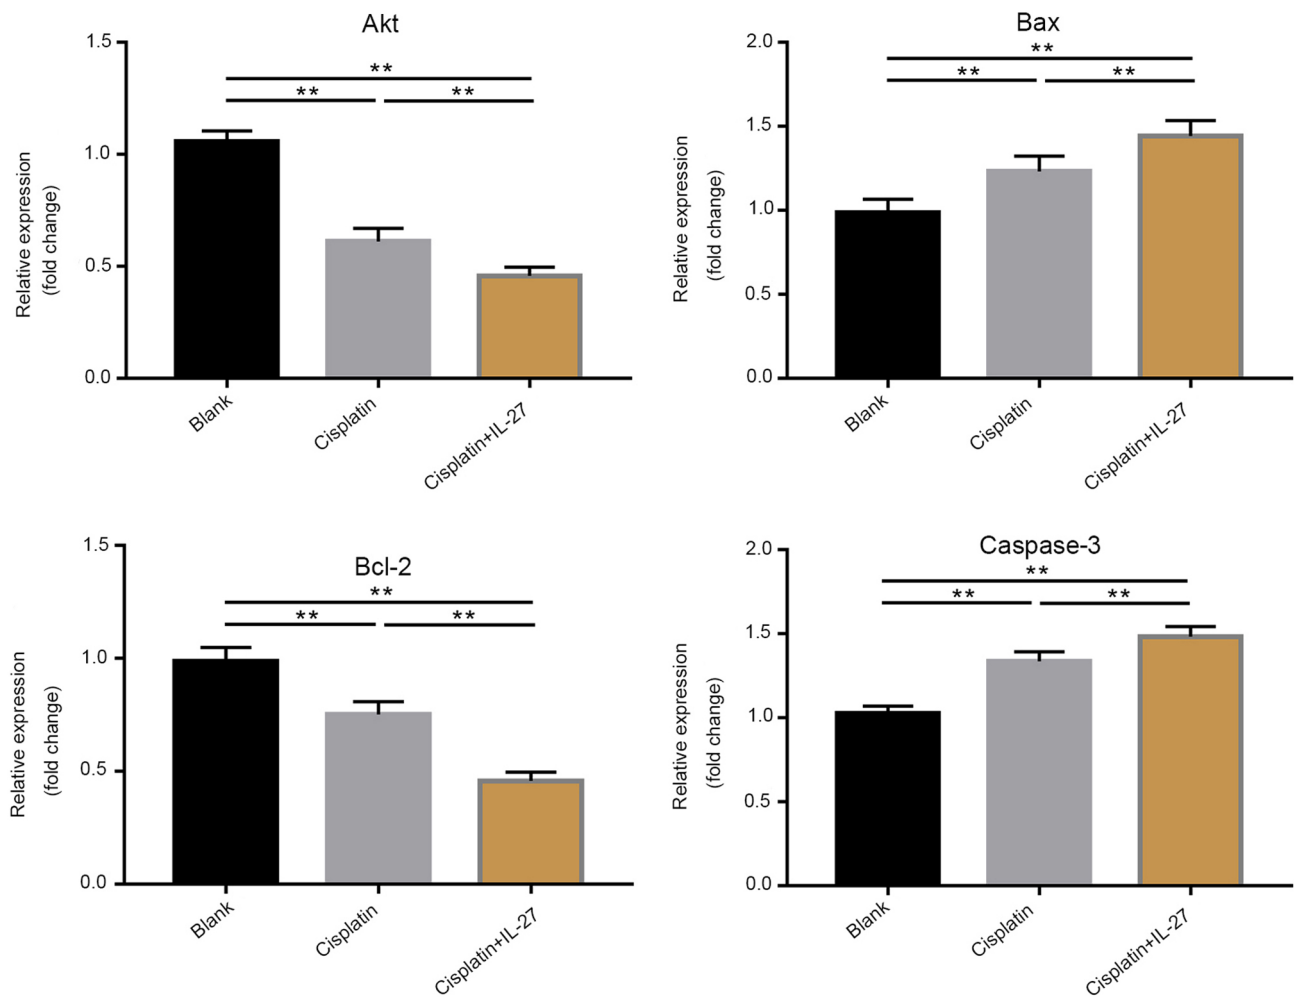 Akt
1.5
1.0
0.5
0.0
Relative expression
(fold change)
**
**
**
Blank
Cisplatin
Cisplatin+IL-27
Bax
2.0
1.5
1.0
0.5
0.0
Relative expression
(fold change)
**
**
**
Blank
Cisplatin
Cisplatin+IL-27
Bcl-2
1.5
1.0
0.5
0.0
Relative expression
(fold change)
**
**
**
Blank
Cisplatin
Cisplatin+IL-27
Caspase-3
2.0
1.5
1.0
0.5
0.0
Relative expression
(fold change)
**
**
**
Blank
Cisplatin
Cisplatin+IL-27